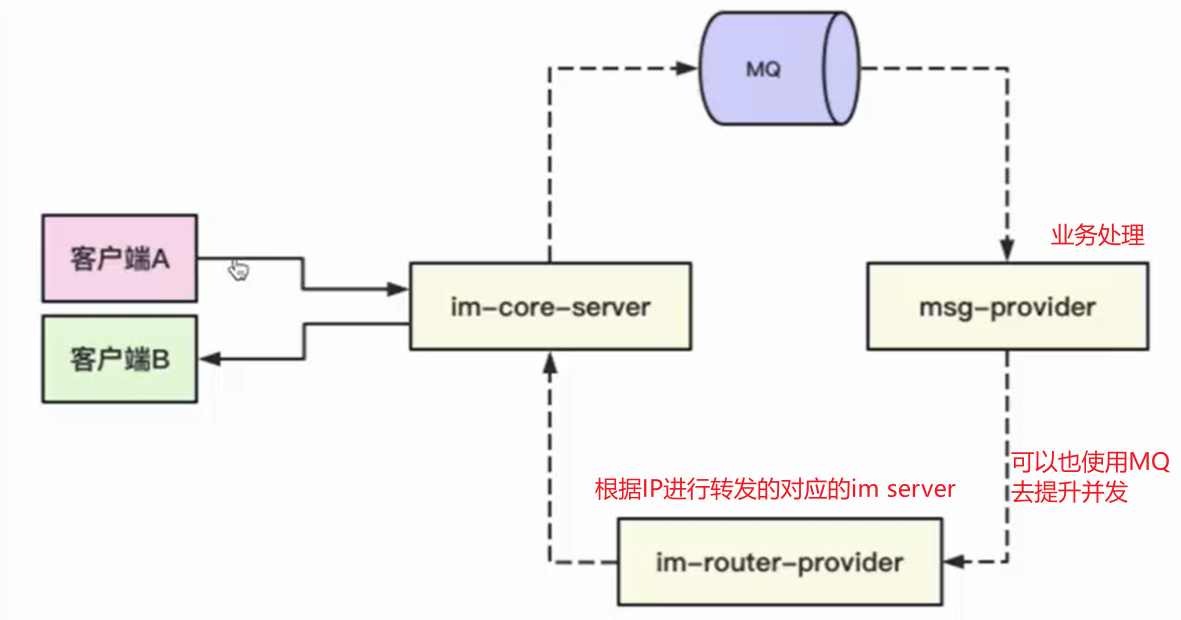 MQ
业务处理
客户端A
im-core-server
msg-provider
客户端B
可以也使用MQ
去提升并发
根据IP进行转发的对应的im server
im-router-provider